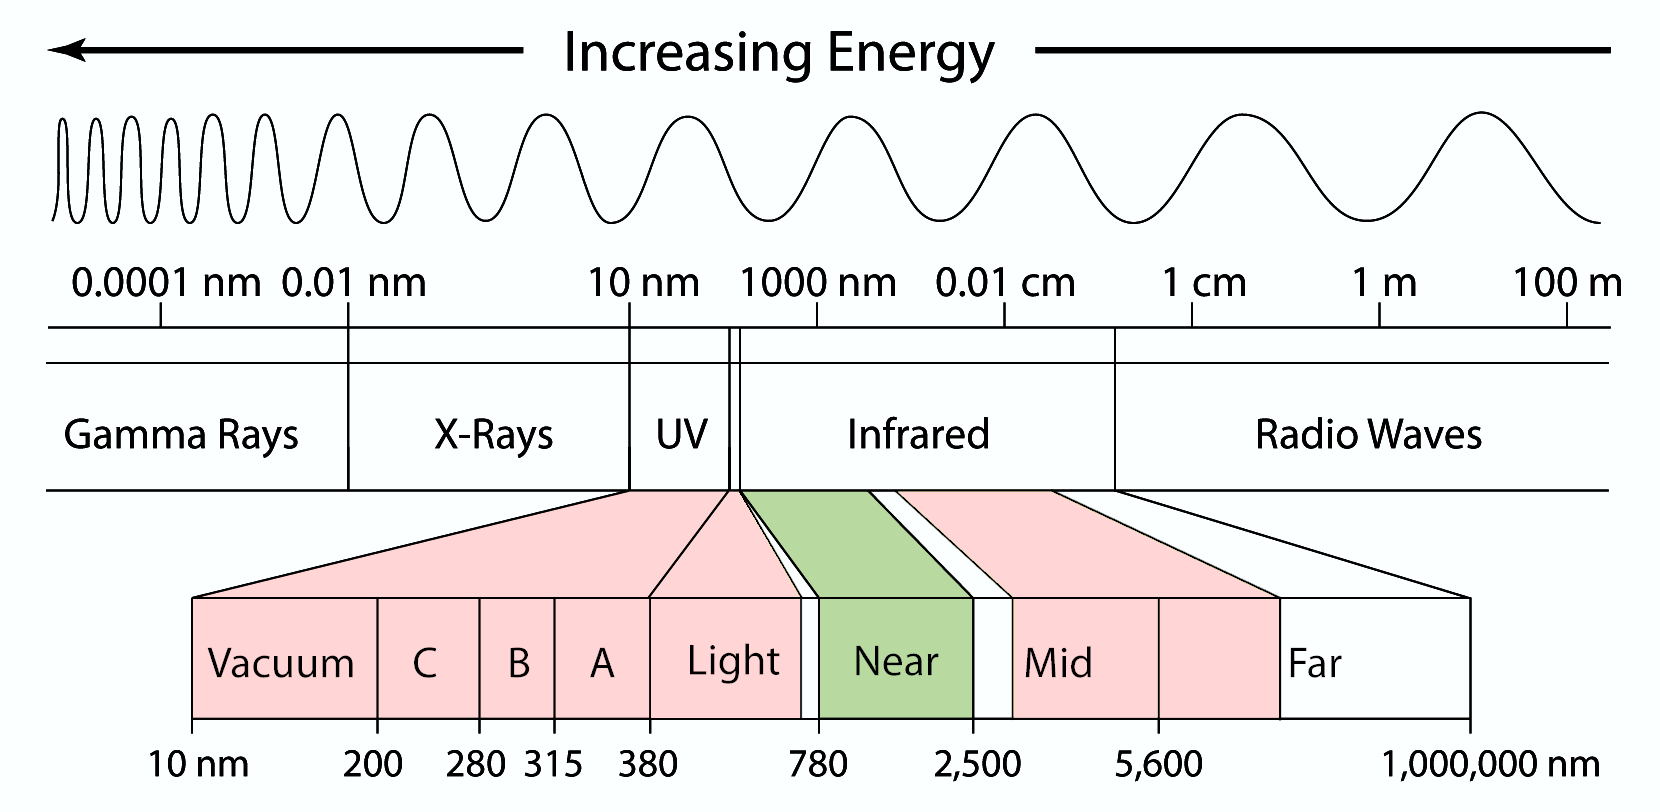 Increasing Energy
0.0001 nm 0.01 nm 10 nm 1000 nm 0.01 cm 1 cm 1 m 100 m
Gamma Rays X-Rays UV Infrared Radio Waves
Vacuum C B A Light Near Mid Far
10 nm 200 280 315 380 780 2,500 5,600 1,000,000 nm